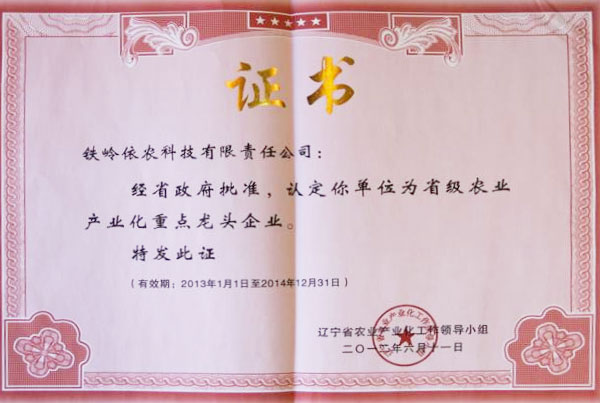 证书
铁岭依农科技有限责任公司：
经省政府批准，认定你单位为省级农业
产业化重点龙头企业。
特发此证
（有效期：2013年1月1日至2014年12月31日）
辽宁省农业产业化工作领导小组
二〇一二年六月十一日